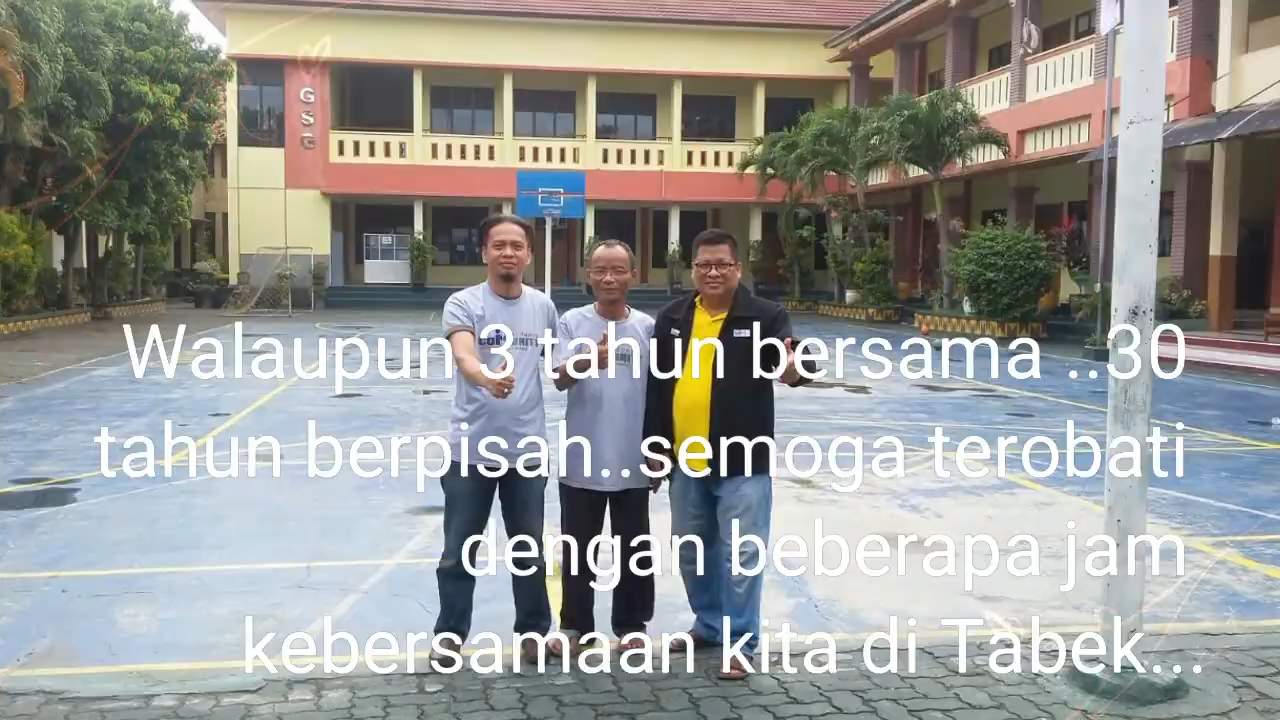 GSG
Walaupun 3 tahun bersama ..30
tahun berpisah..semoga terobati
dengan beberapa jam
kebersamaan kita di Tabek...